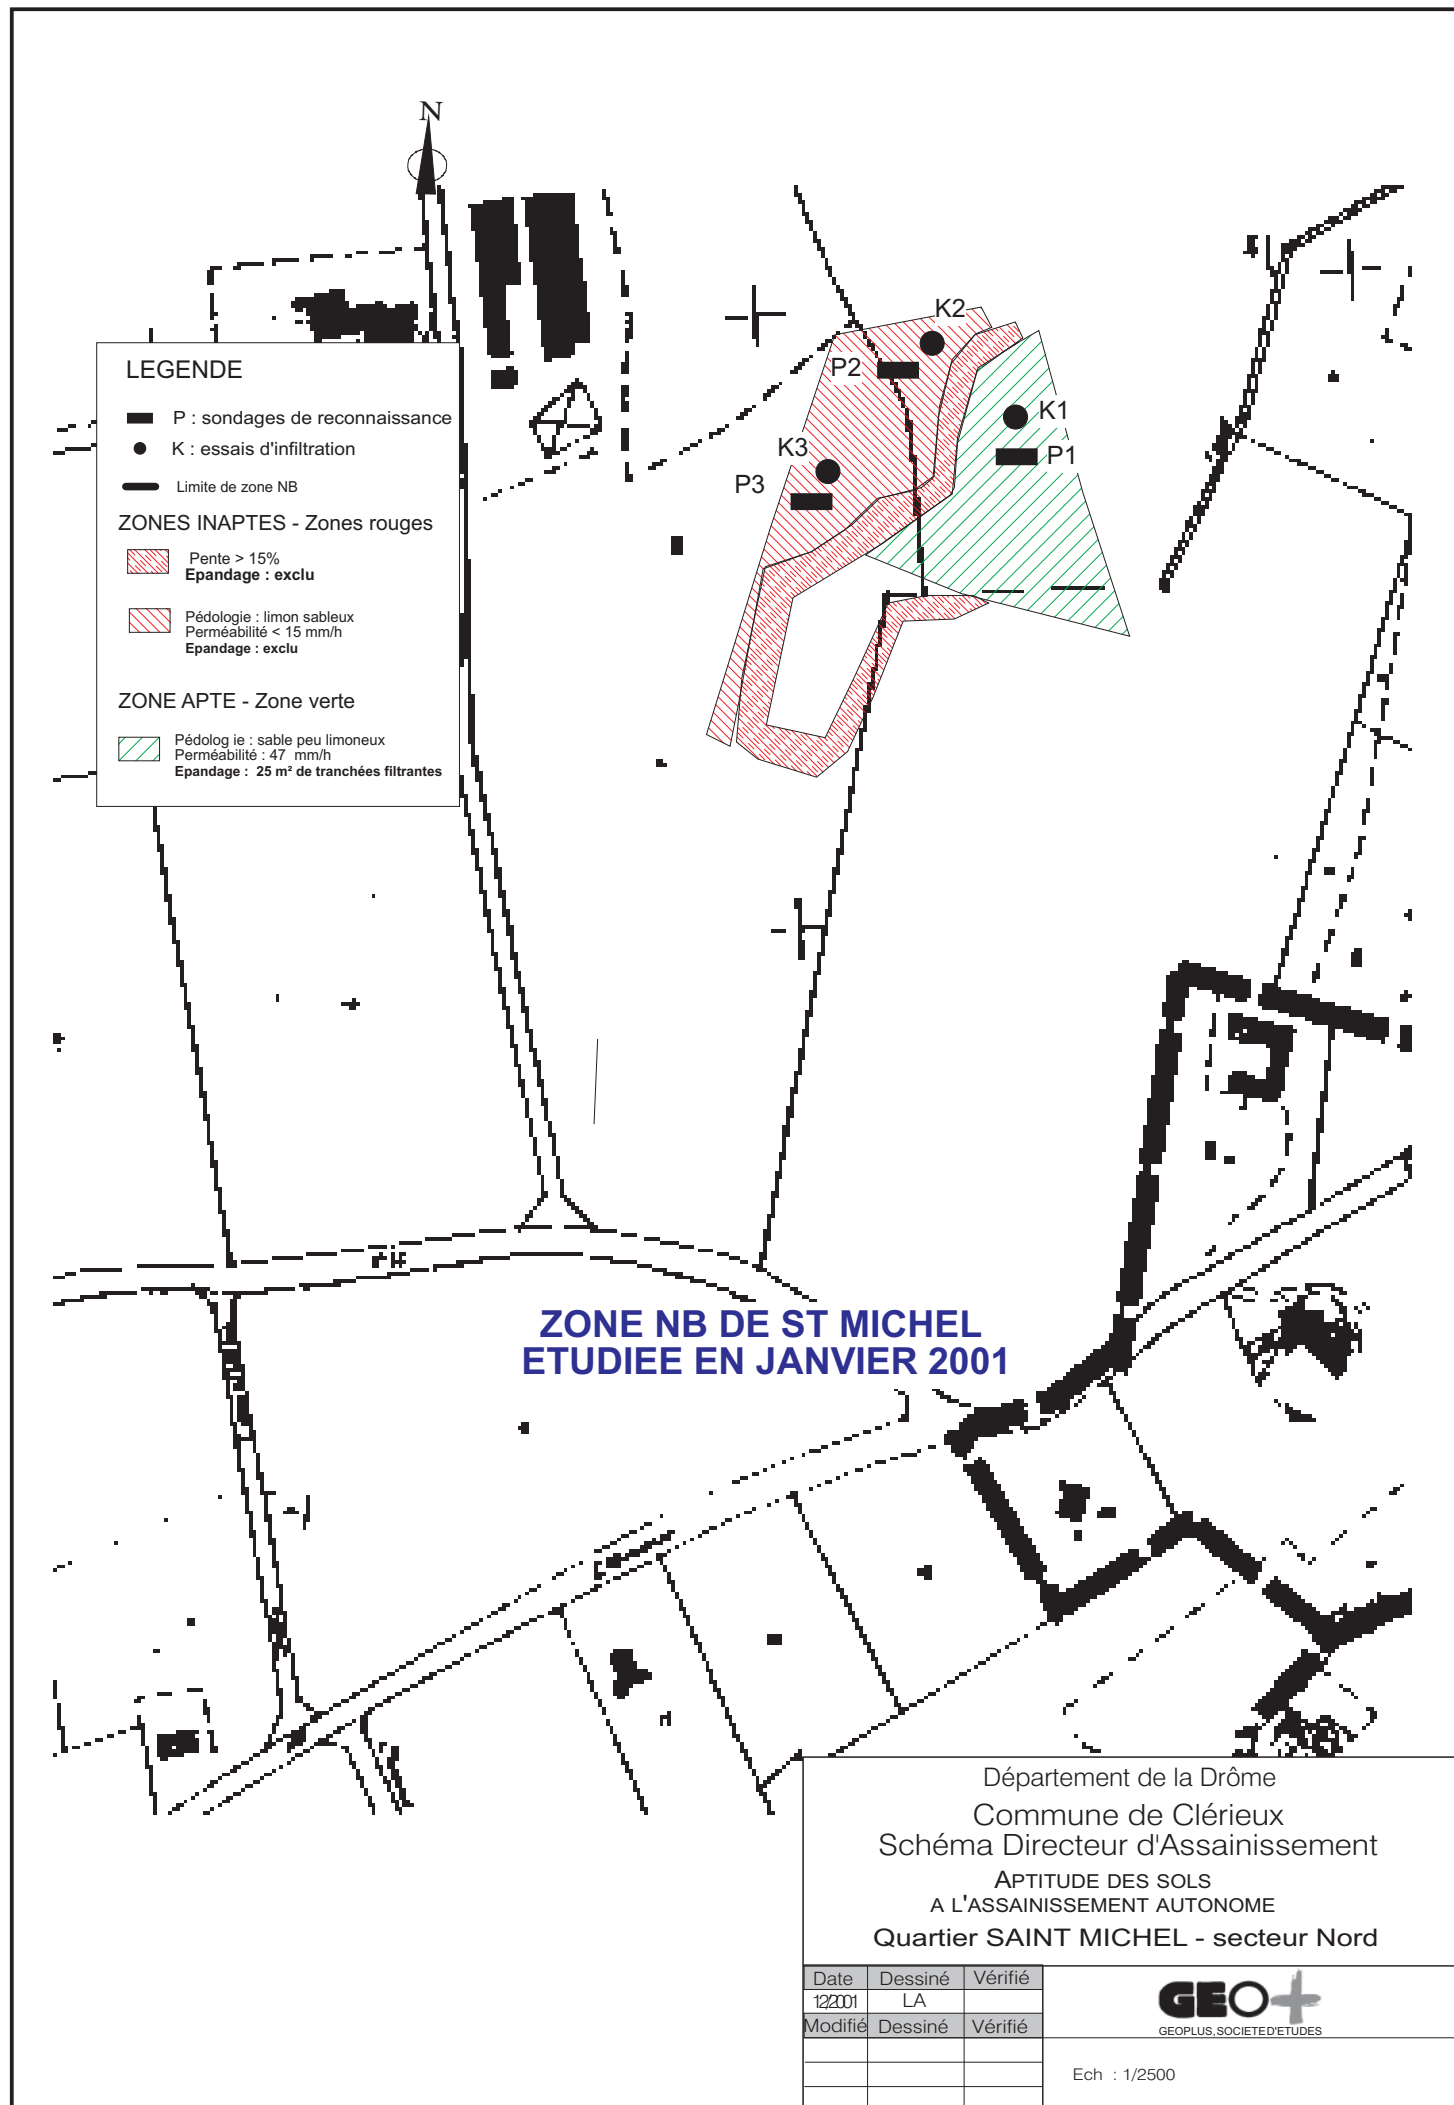 N
K2
P2
K1
P1
K3
P3
LEGENDE
P : sondages de reconnaissance
K : essais d'infiltration
Limite de zone NB
ZONES INAPTES - Zones rouges
Pente > 15%
Epandage : exclu
Pédologie : limon sableux
Perméabilité < 15 mm/h
Epandage : exclu
ZONE APTE - Zone verte
Pédolog ie : sable peu limoneux
Perméabilité : 47 mm/h
Epandage : 25 m² de tranchées filtrantes
ZONE NB DE ST MICHEL
ETUDIEE EN JANVIER 2001
Département de la Drôme
Commune de Clérieux
Schéma Directeur d'Assainissement
APTITUDE DES SOLS
A L'ASSAINISSEMENT AUTONOME
Quartier SAINT MICHEL - secteur Nord
Date Dessiné Vérifié
12/2001 LA
Modifié Dessiné Vérifié
GEO+
GEOPLUS, SOCIETE D'ETUDES
Ech : 1/2500